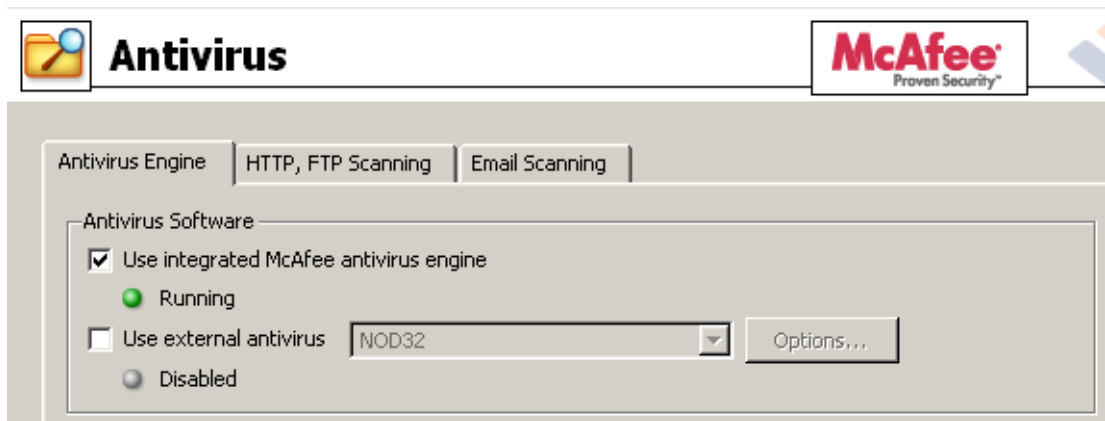 Antivirus
McAfee
Proven Security™
Antivirus Engine
HTTP, FTP Scanning
Email Scanning
Antivirus Software
Use integrated McAfee antivirus engine
Running
Use external antivirus
NOD32
Options...
Disabled